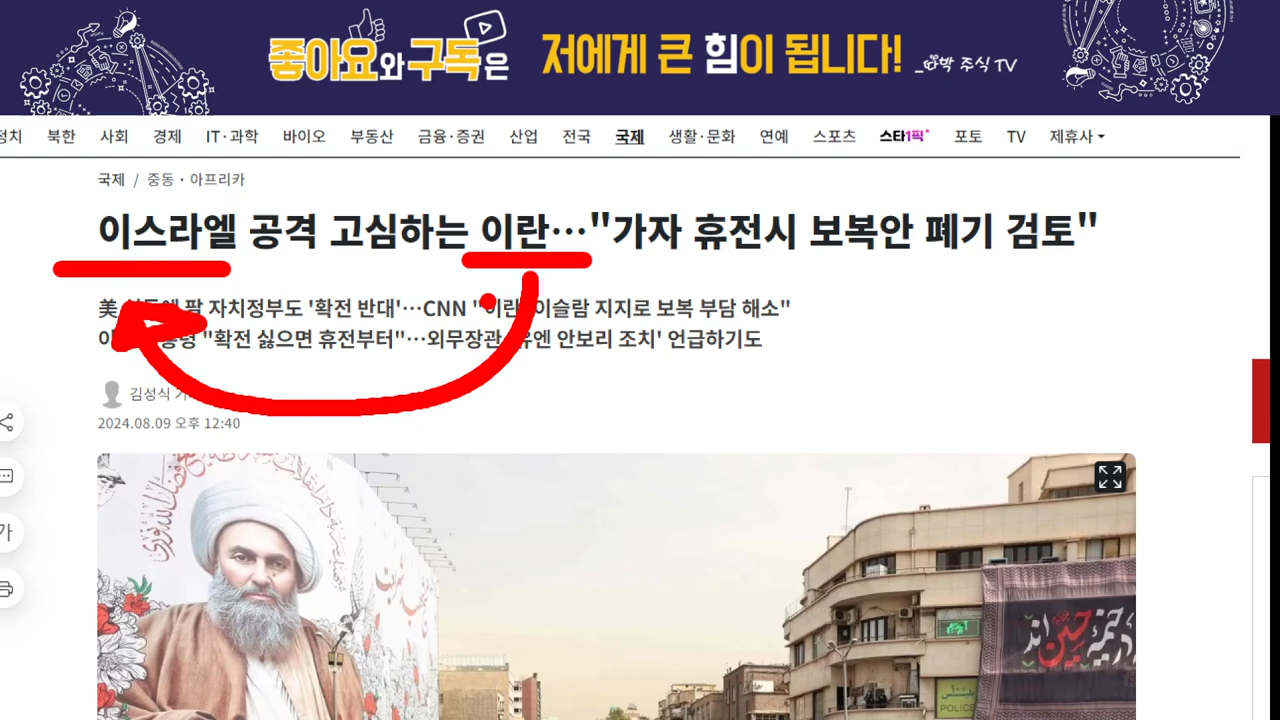 좋아요와 구독은 저에게 큰 힘이 됩니다! 박 주식 TV
정치 북한 사회 경제 IT·과학 바이오 부동산 금융·증권 산업 전국 국제 생활·문화 연예 스포츠 스타1픽 포토 TV 제휴사
국제 / 중동·아프리카
이스라엘 공격 고심하는 이란…"가자 휴전시 보복안 폐기 검토"
美 팔 자치정부도 '확전 반대'…CNN "이란, 이슬람 지지로 보복 부담 해소"
"확전 싫으면 휴전부터"…외무장관 안보리 조치' 언급하기도
김성식
2024.08.09 오후 12:40
가
POLICE